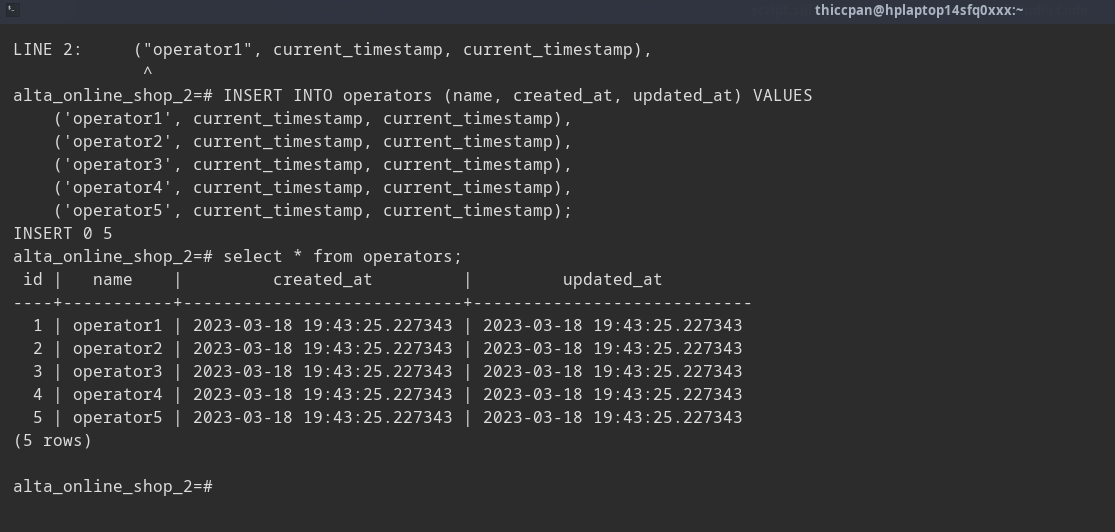 thiccpan@hplaptop14sfq0xxx:~
LINE 2:     ("operator1", current_timestamp, current_timestamp),
             ^
alta_online_shop_2=# INSERT INTO operators (name, created_at, updated_at) VALUES
    ('operator1', current_timestamp, current_timestamp),
    ('operator2', current_timestamp, current_timestamp),
    ('operator3', current_timestamp, current_timestamp),
    ('operator4', current_timestamp, current_timestamp),
    ('operator5', current_timestamp, current_timestamp);
INSERT 0 5
alta_online_shop_2=# select * from operators;
 id |   name    |         created_at         |         updated_at
----+-----------+----------------------------+----------------------------
  1 | operator1 | 2023-03-18 19:43:25.227343 | 2023-03-18 19:43:25.227343
  2 | operator2 | 2023-03-18 19:43:25.227343 | 2023-03-18 19:43:25.227343
  3 | operator3 | 2023-03-18 19:43:25.227343 | 2023-03-18 19:43:25.227343
  4 | operator4 | 2023-03-18 19:43:25.227343 | 2023-03-18 19:43:25.227343
  5 | operator5 | 2023-03-18 19:43:25.227343 | 2023-03-18 19:43:25.227343
(5 rows)
alta_online_shop_2=#